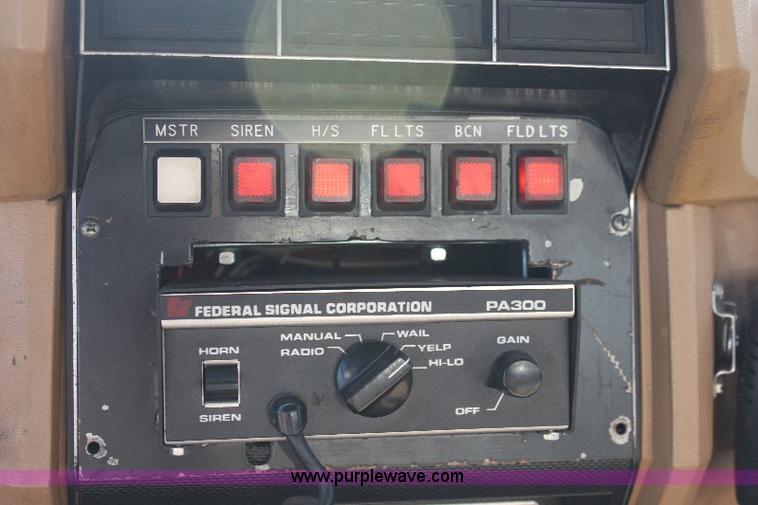 MSTR SIREN H/S FL LTS BCN FLD LTS
FEDERAL SIGNAL CORPORATION PA300
MANUAL WAIL
RADIO YELP
HI-LO
HORN
SIREN
GAIN
OFF
www.purplewave.com